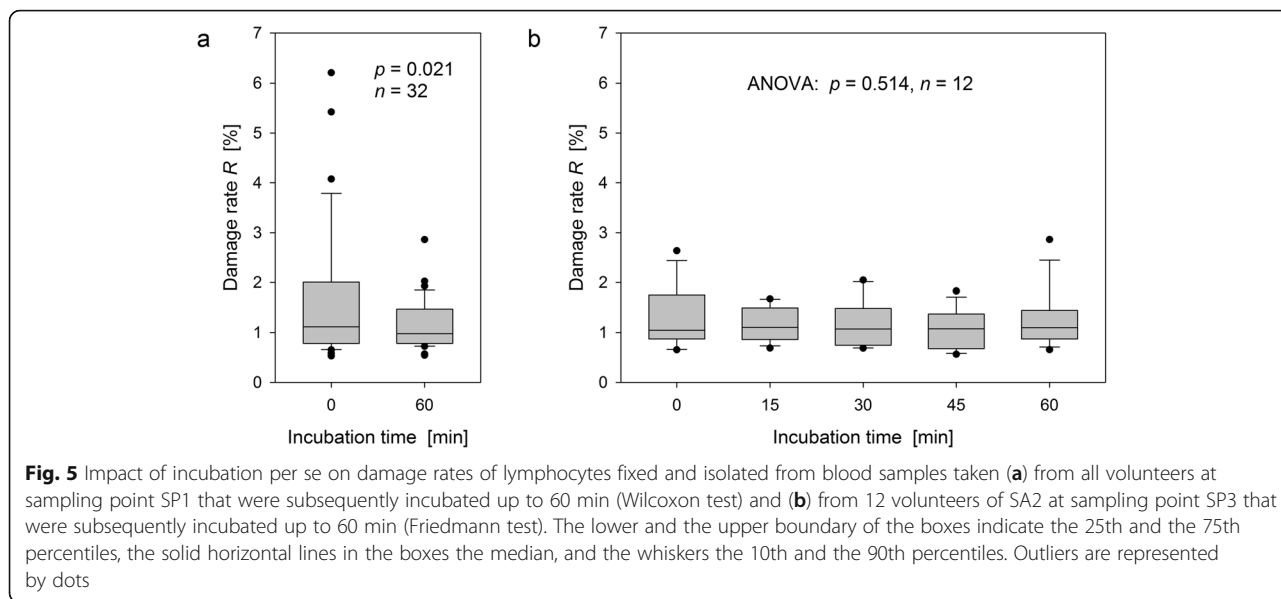 a
7
6
5
4
3
2
1
0
Damage rate R [%]
p = 0.021
n = 32
0 60
Incubation time [min]
b
7
6
5
4
3
2
1
0
Damage rate R [%]
ANOVA: p = 0.514, n = 12
0 15 30 45 60
Incubation time [min]
Fig. 5 Impact of incubation per se on damage rates of lymphocytes fixed and isolated from blood samples taken (a) from all volunteers at
sampling point SP1 that were subsequently incubated up to 60 min (Wilcoxon test) and (b) from 12 volunteers of SA2 at sampling point SP3 that
were subsequently incubated up to 60 min (Friedmann test). The lower and the upper boundary of the boxes indicate the 25th and the 75th
percentiles, the solid horizontal lines in the boxes the median, and the whiskers the 10th and the 90th percentiles. Outliers are represented
by dots